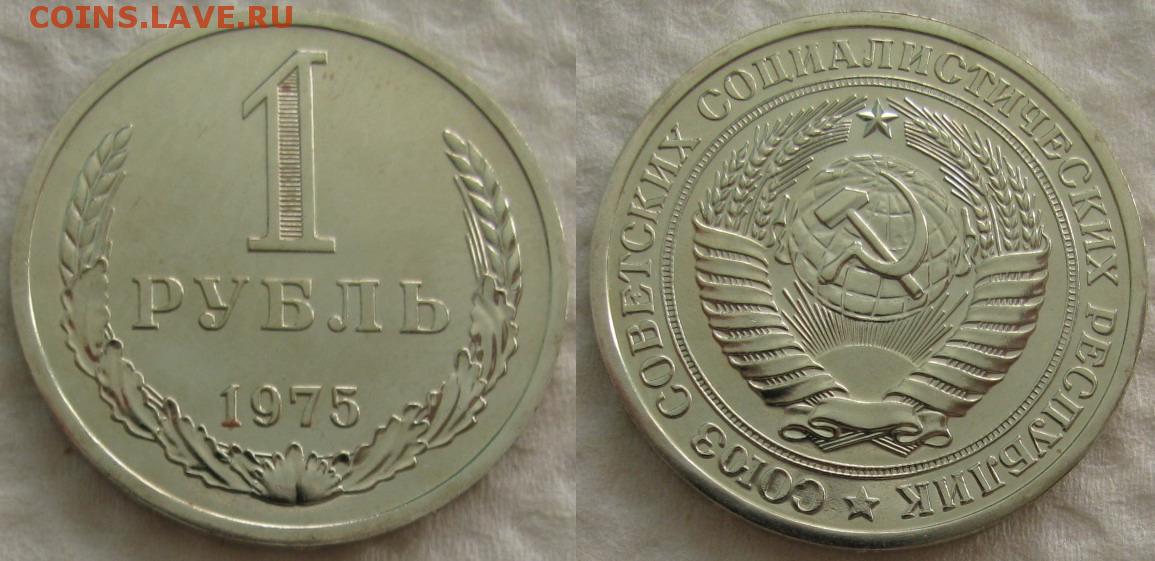 COINS.LAVE.RU
1
РУБЛЬ
1975
СОЮЗ СОВЕТСКИХ СОЦИАЛИСТИЧЕСКИХ РЕСПУБЛИК